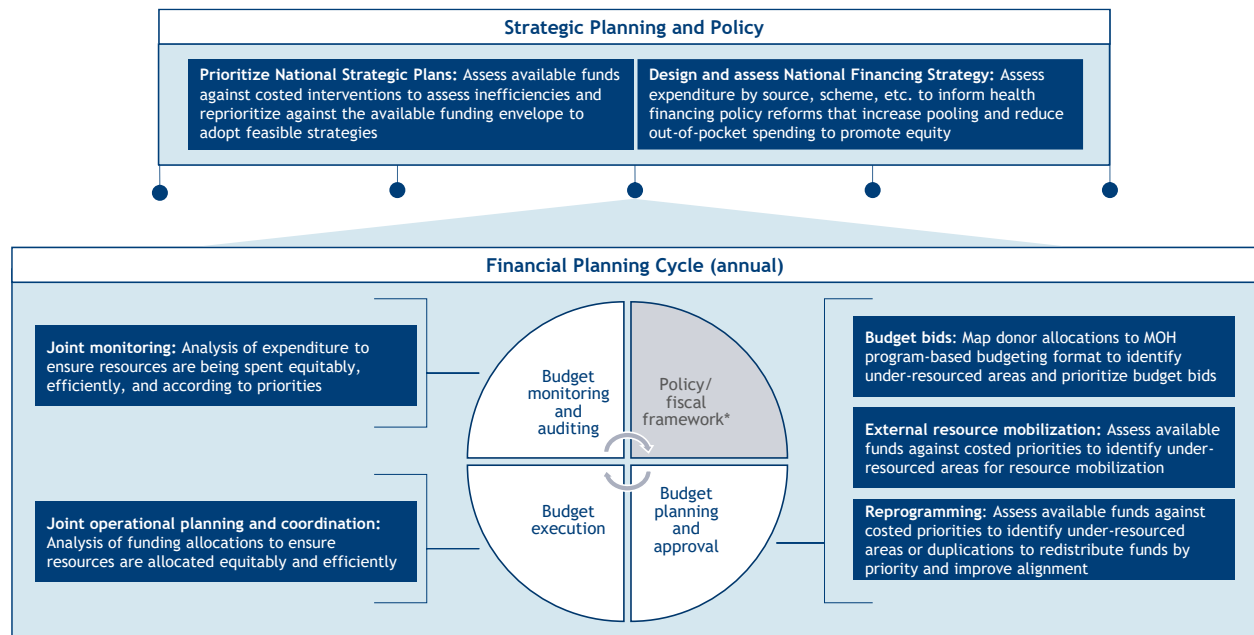 Strategic Planning and Policy
Prioritize National Strategic Plans: Assess available funds
against costed interventions to assess inefficiencies and
reprioritize against the available funding envelope to
adopt feasible strategies
Design and assess National Financing Strategy: Assess
expenditure by source, scheme, etc. to inform health
financing policy reforms that increase pooling and reduce
out-of-pocket spending to promote equity
Financial Planning Cycle (annual)
Joint monitoring: Analysis of expenditure to
ensure resources are being spent equitably,
efficiently, and according to priorities
Joint operational planning and coordination:
Analysis of funding allocations to ensure
resources are allocated equitably and efficiently
Budget
monitoring
and
auditing
Policy/
fiscal
framework*
Budget
execution
Budget
planning
and
approval
Budget bids: Map donor allocations to MOH
program-based budgeting format to identify
under-resourced areas and prioritize budget bids
External resource mobilization: Assess available
funds against costed priorities to identify under-
resourced areas for resource mobilization
Reprogramming: Assess available funds against
costed priorities to identify under-resourced
areas or duplications to redistribute funds by
priority and improve alignment